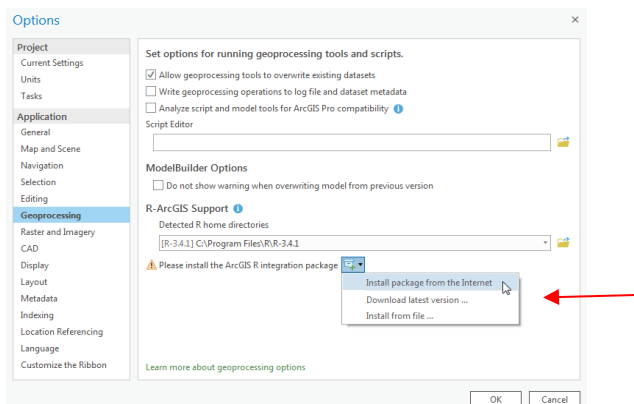 Options
Project
Current Settings
Units
Tasks
Application
General
Map and Scene
Navigation
Selection
Editing
Geoprocessing
Raster and Imagery
CAD
Display
Layout
Metadata
Indexing
Location Referencing
Language
Customize the Ribbon
Set options for running geoprocessing tools and scripts.
Allow geoprocessing tools to overwrite existing datasets
Write geoprocessing operations to log file and dataset metadata
Analyze script and model tools for ArcGIS Pro compatibility
Script Editor
ModelBuilder Options
Do not show warning when overwriting model from previous version
R-ArcGIS Support
Detected R home directories
[R-3.4.1] C:\Program Files\R\R-3.4.1
Please install the ArcGIS R integration package
Install package from the Internet
Download latest version ...
Install from file ...
Learn more about geoprocessing options
OK
Cancel